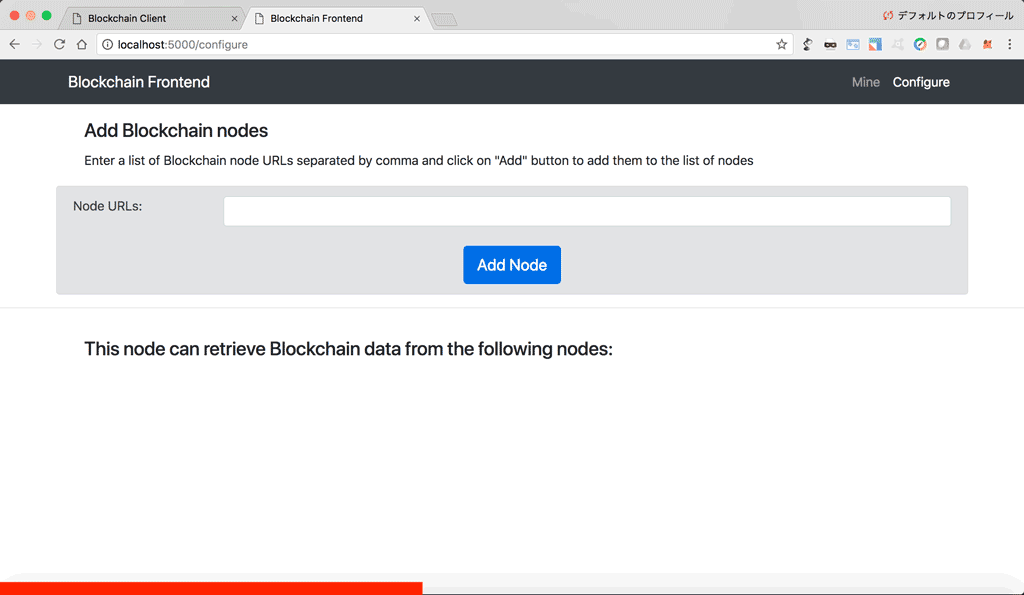 Blockchain Client
Blockchain Frontend
デフォルトのプロフィール
localhost:5000/configure
Blockchain Frontend
Mine
Configure
Add Blockchain nodes
Enter a list of Blockchain node URLs separated by comma and click on "Add" button to add them to the list of nodes
Node URLs:
Add Node
This node can retrieve Blockchain data from the following nodes: